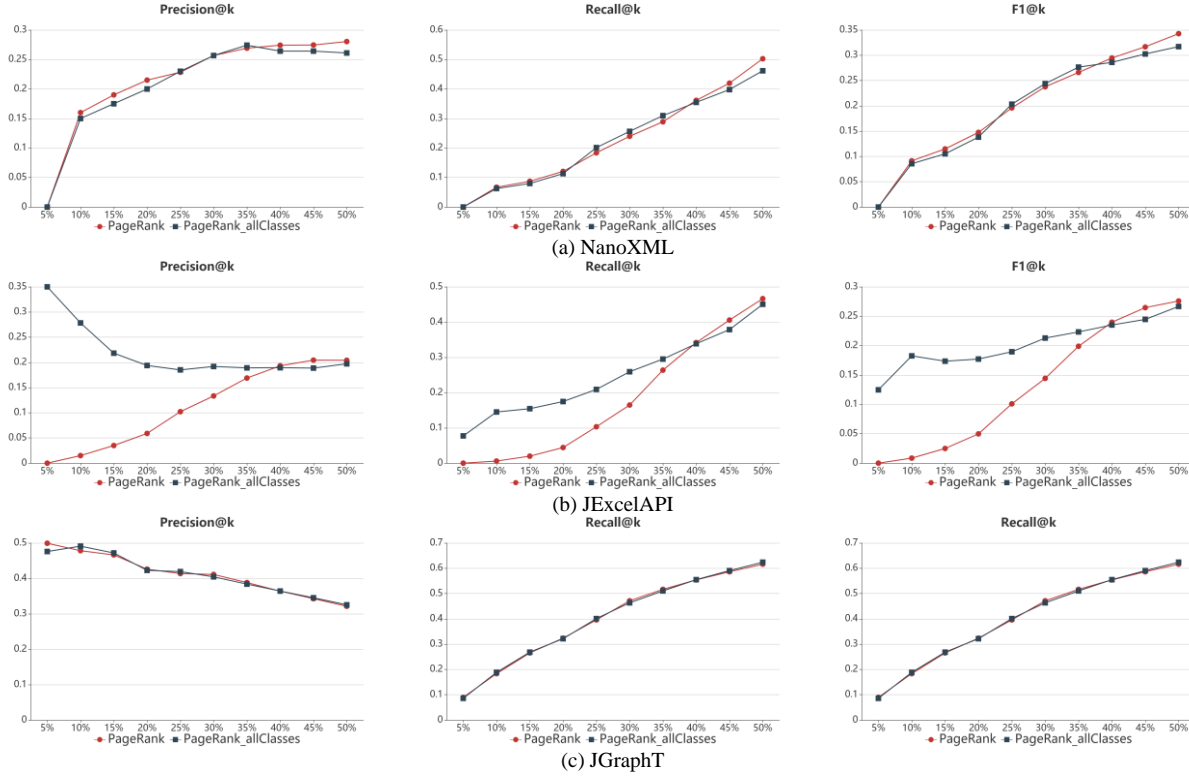 Precision@k Recall@k F1@k
0.3 0.6 0.35
0.25 0.5 0.3
0.2 0.4 0.25
0.15 0.3 0.2
0.1 0.2 0.15
0.05 0.1 0.1
0 0 0.05
0
5% 10% 15% 20% 25% 30% 35% 40% 45% 50% 5% 10% 15% 20% 25% 30% 35% 40% 45% 50% 5% 10% 15% 20% 25% 30% 35% 40% 45% 50%
PageRank PageRank_allClasses PageRank PageRank_allClasses PageRank PageRank_allClasses
(a) NanoXML
Precision@k Recall@k F1@k
0.35 0.5 0.3
0.3 0.4 0.25
0.25 0.3 0.2
0.2 0.2 0.15
0.15 0.1 0.1
0.1 0 0.05
0.05 0
0
5% 10% 15% 20% 25% 30% 35% 40% 45% 50% 5% 10% 15% 20% 25% 30% 35% 40% 45% 50% 5% 10% 15% 20% 25% 30% 35% 40% 45% 50%
PageRank PageRank_allClasses PageRank PageRank_allClasses PageRank PageRank_allClasses
(b) JExcelAPI
Precision@k Recall@k Recall@k
0.5 0.7 0.7
0.4 0.6 0.6
0.3 0.5 0.5
0.2 0.4 0.4
0.1 0.3 0.3
0 0.2 0.2
0.1 0.1
0 0
5% 10% 15% 20% 25% 30% 35% 40% 45% 50% 5% 10% 15% 20% 25% 30% 35% 40% 45% 50% 5% 10% 15% 20% 25% 30% 35% 40% 45% 50%
PageRank PageRank_allClasses PageRank PageRank_allClasses PageRank PageRank_allClasses
(c) JGraphT